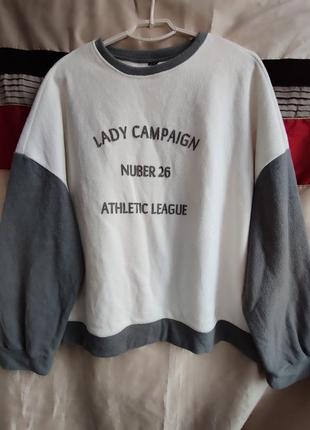 LADY CAMPAIGN
NUBER 26
ATHLETIC LEAGUE